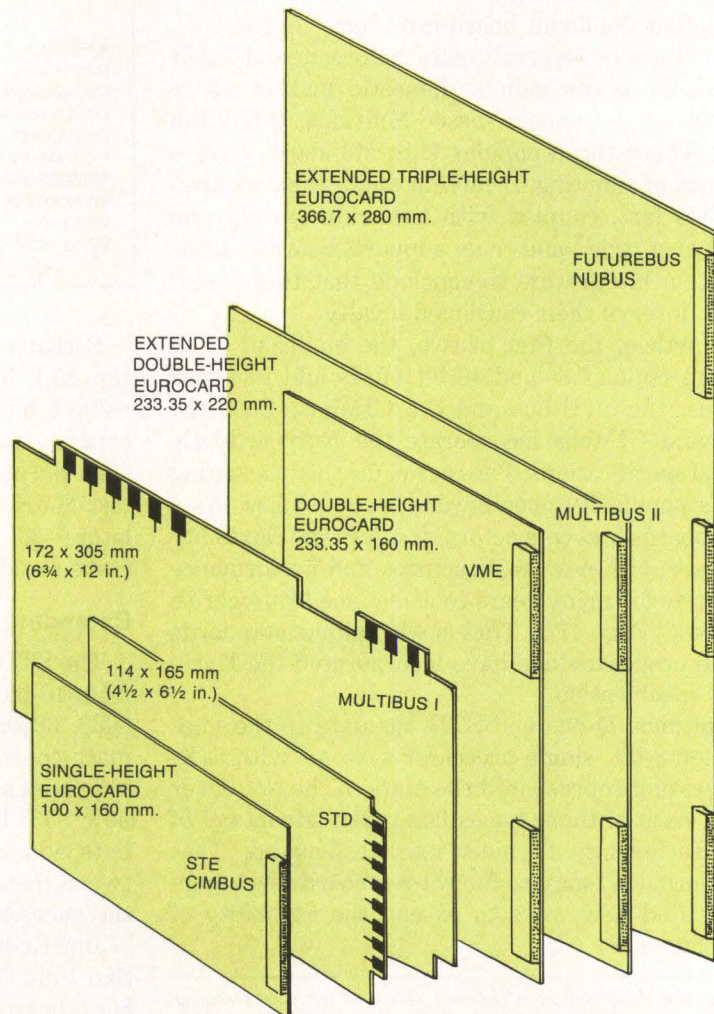 EXTENDED TRIPLE-HEIGHT
EUROCARD
366.7 x 280 mm.
FUTUREBUS
NUBUS
EXTENDED
DOUBLE-HEIGHT
EUROCARD
233.35 x 220 mm.
DOUBLE-HEIGHT
EUROCARD
233.35 x 160 mm.
MULTIBUS II
VME
172 x 305 mm
(6¾ x 12 in.)
114 x 165 mm
(4½ x 6½ in.)
MULTIBUS I
SINGLE-HEIGHT
EUROCARD
100 x 160 mm.
STD
STE
CIMBUS